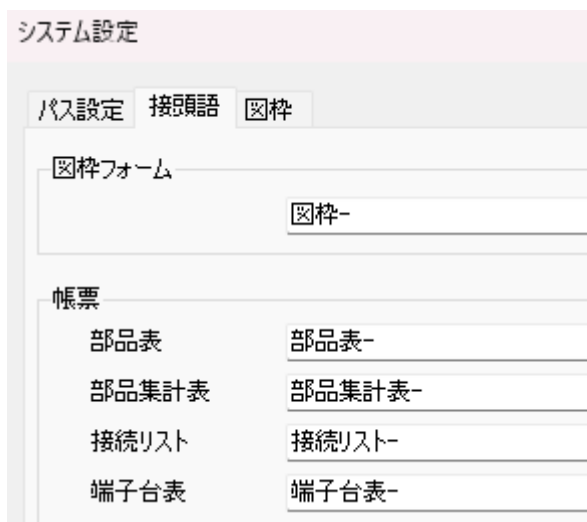 システム設定
パス設定 接頭語 図枠
図枠フォーム
図枠-
帳票
部品表 部品表-
部品集計表 部品集計表-
接続リスト 接続リスト-
端子台表 端子台表-